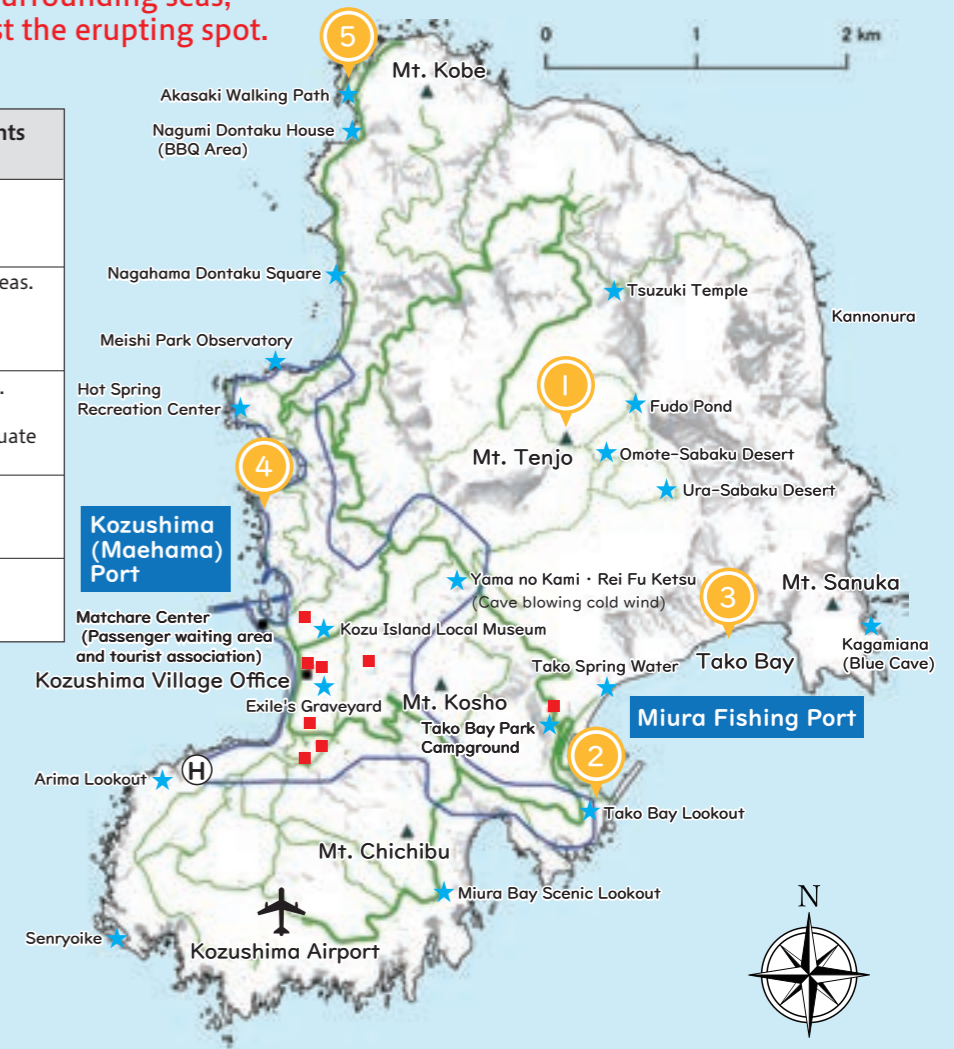 urrounding seas,
st the erupting spot.
0 1 2 km
nts
eas.
.
uate
5
Mt. Kobe
Akasaki Walking Path
Nagumi Dontaku House
(BBQ Area)
Nagahama Dontaku Square
Tsuzuki Temple
Kannonura
Meishi Park Observatory
Hot Spring
Recreation Center
1
Fudo Pond
Mt. Tenjo
Omote-Sabaku Desert
Ura-Sabaku Desert
4
Kozushima
(Maehama)
Port
Yama no Kami・Rei Fu Ketsu
(Cave blowing cold wind)
3
Mt. Sanuka
Matchare Center
(Passenger waiting area
and tourist association)
Kozu Island Local Museum
Kagamiana
(Blue Cave)
Tako Bay
Tako Spring Water
Kozushima Village Office
Exile's Graveyard
Mt. Kosho
Miura Fishing Port
Tako Bay Park
Campground
2
H
Arima Lookout
Tako Bay Lookout
Mt. Chichibu
Miura Bay Scenic Lookout
N
Senryoike
Kozushima Airport